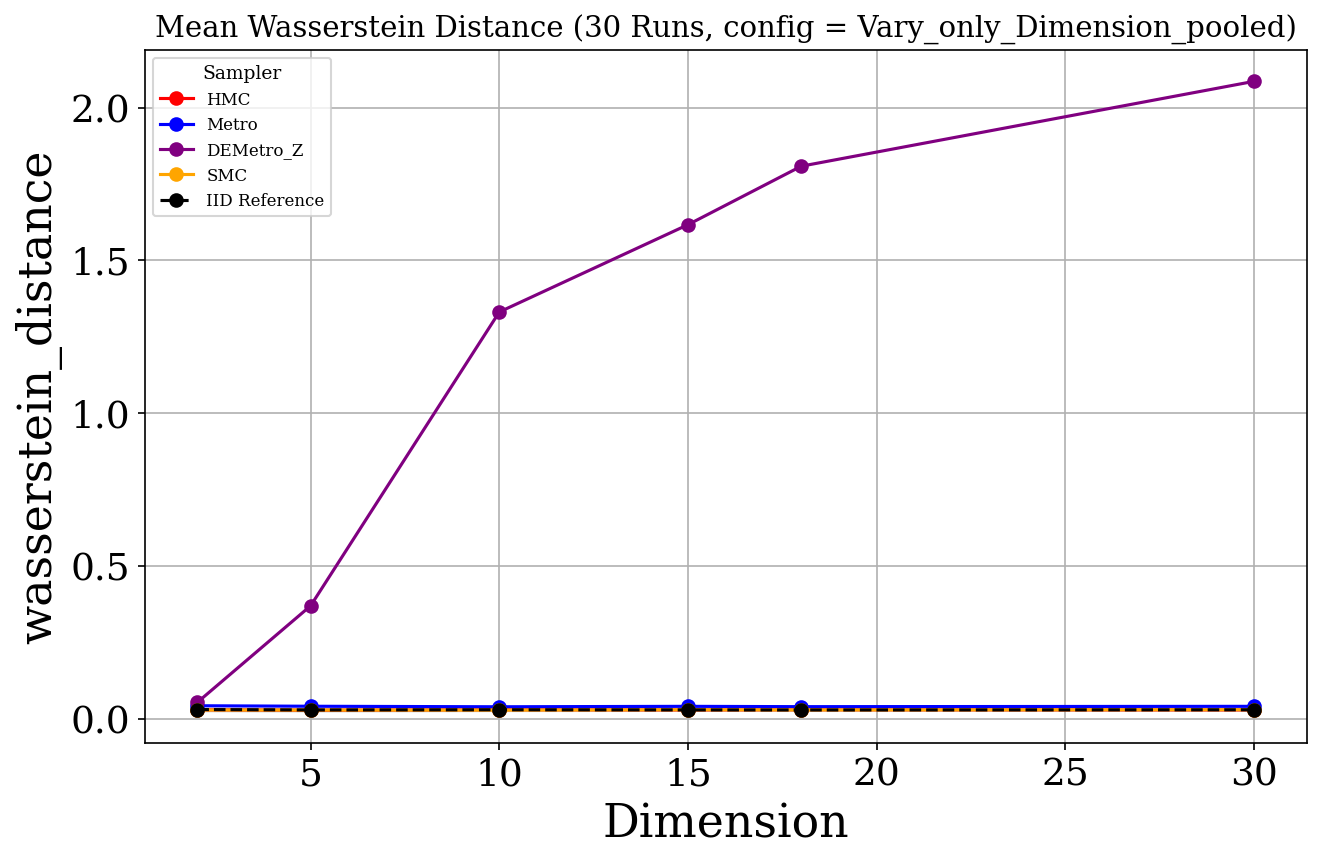 Mean Wasserstein Distance (30 Runs, config = Vary_only_Dimension_pooled)
Sampler
HMC
Metro
DEMetro_Z
SMC
IID Reference
wasserstein_distance
2.0
1.5
1.0
0.5
0.0
5 10 15 20 25 30
Dimension